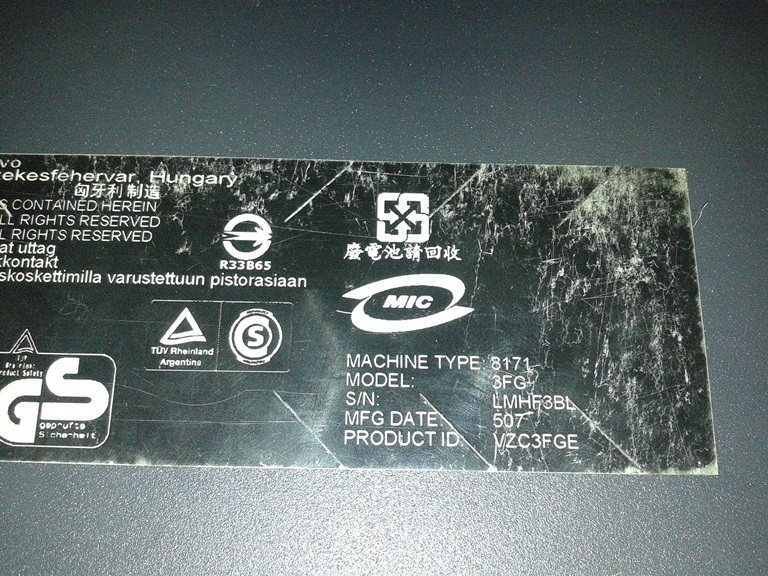 vo
ekesfehervar, Hungary
匈牙利 制造
S CONTAINED HEREIN
LL RIGHTS RESERVED
L RIGHTS RESERVED
at uttag
kkontakt
skoskettimilla varustettuun pistorasiaan
R33B65
廢電池請回收
MIC
TÜV Rheinland
Argentina
S
GS
geprüfte
Sicherheit
MACHINE TYPE: 8171
MODEL: 3FG
S/N: LMHF3BL
MFG DATE: 507
PRODUCT ID: VZC3FGE